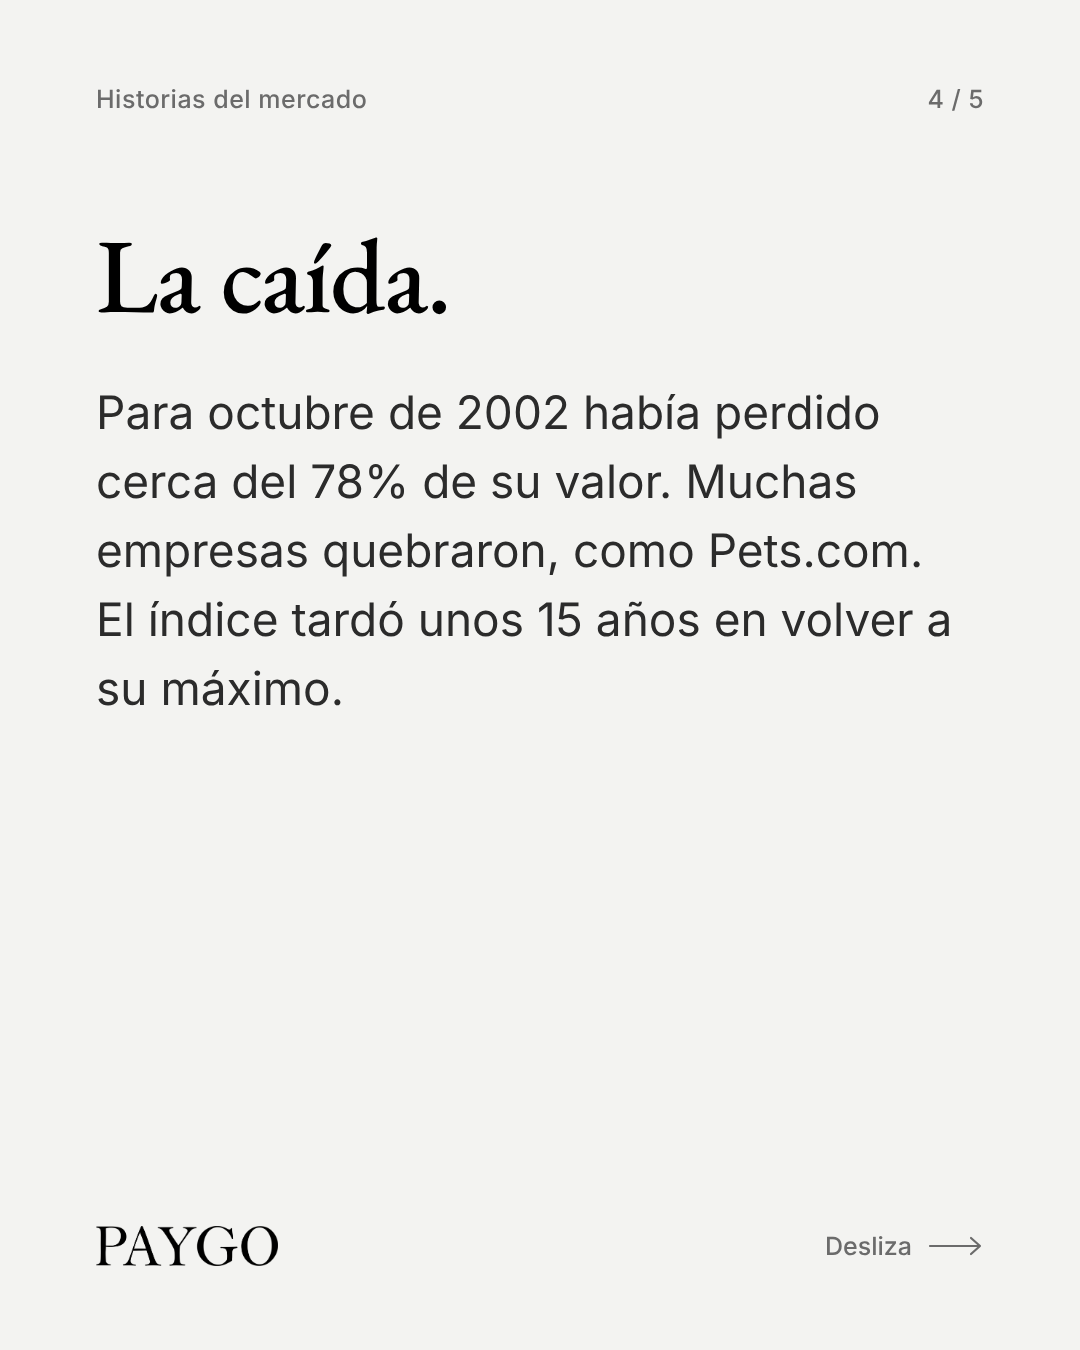 Historias del mercado
4 / 5
La caída.
Para octubre de 2002 había perdido
cerca del 78% de su valor. Muchas
empresas quebraron, como Pets.com.
El índice tardó unos 15 años en volver a
su máximo.
PAYGO
Desliza